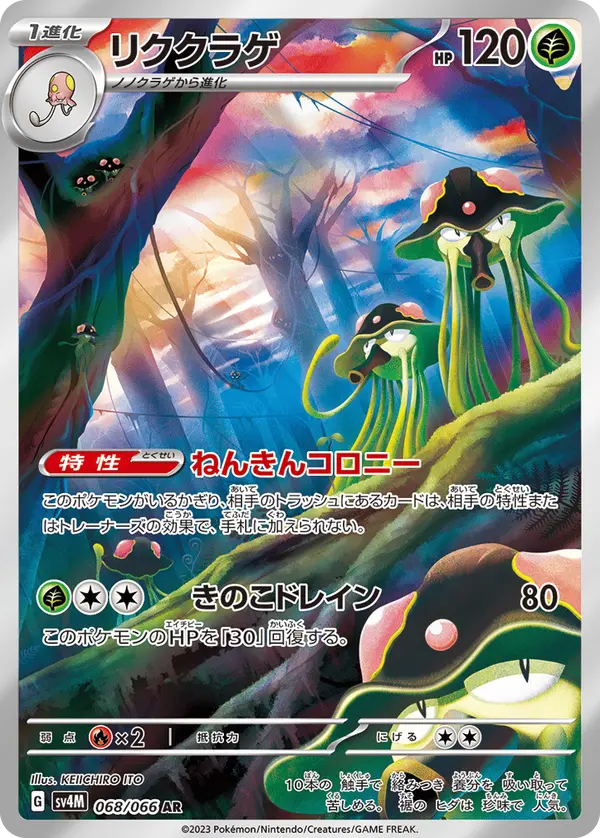 1進化
リククラゲ
HP 120
ノノクラゲから進化
特性 とくせい ねんきんコロニー
このポケモンがいるかぎり、相手のトラッシュにあるカードは、相手の特性また
はトレーナーズの効果で、手札に加えられない。
きのこドレイン 80
このポケモンのHPを「30」回復する。
弱点 ×2 抵抗力 にげる
Illus. KEIICHIRO ITO
G sv4M 068/066 AR
10本の 触手で 絡みつき 養分を 吸い取って
苦しめる。 裾の ヒダは 珍味で 人気。
©2023 Pokémon/Nintendo/Creatures/GAME FREAK.